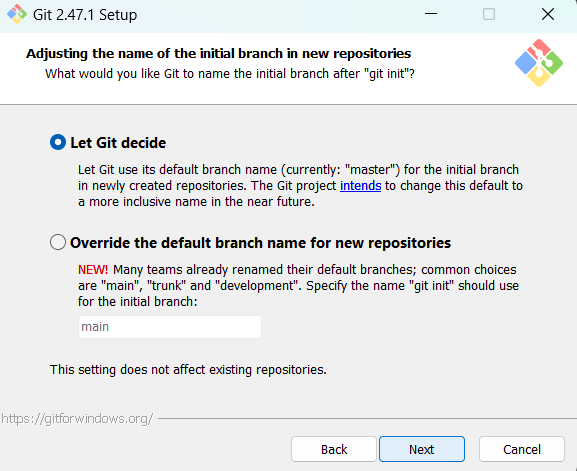 Git 2.47.1 Setup
Adjusting the name of the initial branch in new repositories
What would you like Git to name the initial branch after "git init"?
Let Git decide
Let Git use its default branch name (currently: "master") for the initial branch
in newly created repositories. The Git project intends to change this default to
a more inclusive name in the near future.
Override the default branch name for new repositories
NEW! Many teams already renamed their default branches; common choices
are "main", "trunk" and "development". Specify the name "git init" should use
for the initial branch:
main
This setting does not affect existing repositories.
https://gitforwindows.org/
Back
Next
Cancel